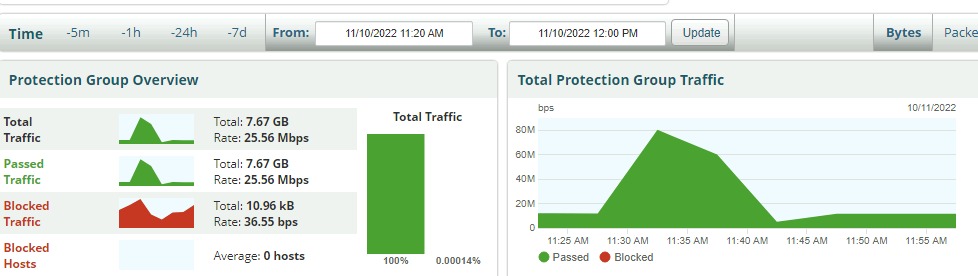 Time -5m -1h -24h -7d From: 11/10/2022 11:20 AM To: 11/10/2022 12:00 PM Update Bytes Packe
Protection Group Overview
Total Traffic
Total: 7.67 GB
Rate: 25.56 Mbps
Passed Traffic
Total: 7.67 GB
Rate: 25.56 Mbps
Blocked Traffic
Total: 10.96 kB
Rate: 36.55 bps
Blocked Hosts
Average: 0 hosts
Total Traffic
100% 0.00014%
Total Protection Group Traffic
bps 10/11/2022
80M
60M
40M
20M
0
11:25 AM 11:30 AM 11:35 AM 11:40 AM 11:45 AM 11:50 AM 11:55 AM
Passed Blocked